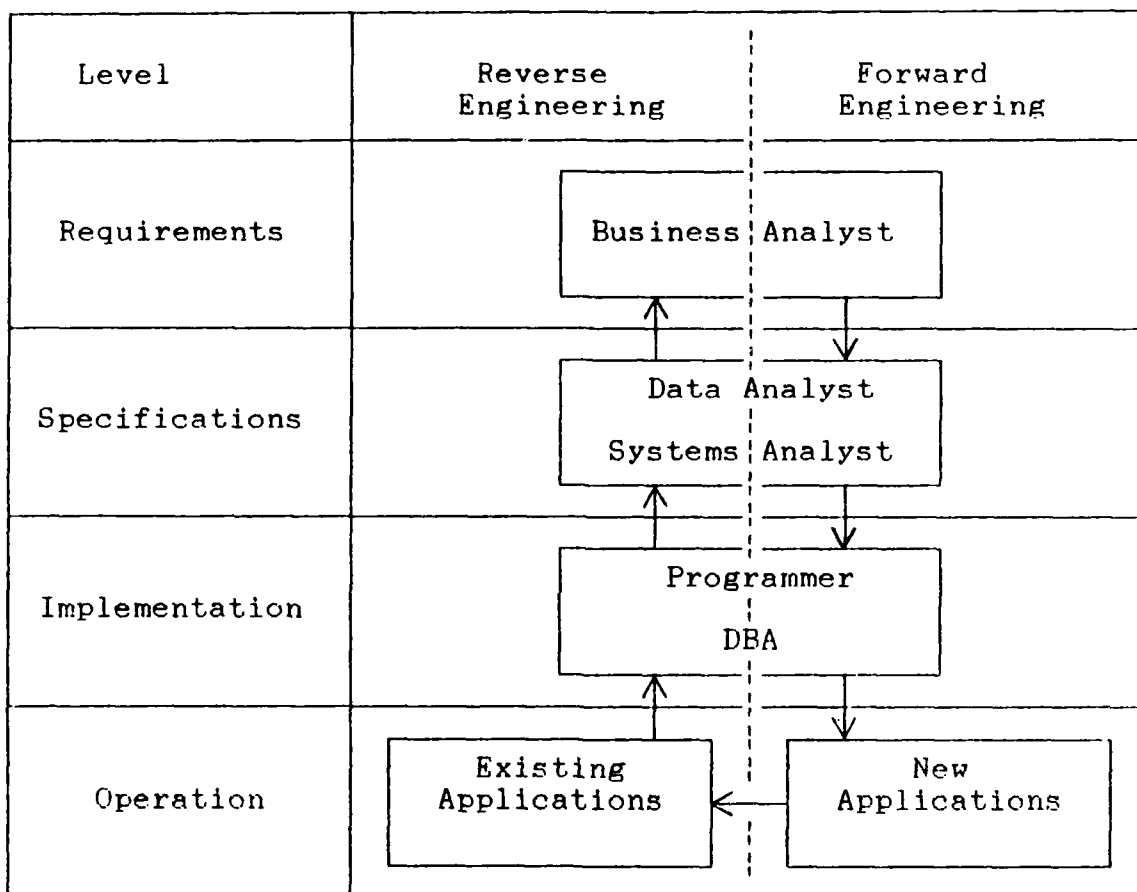 Level
Reverse
Engineering
Forward
Engineering
Requirements
Business Analyst
Specifications
Data Analyst
Systems Analyst
Implementation
Programmer
DBA
Operation
Existing
Applications
New
Applications